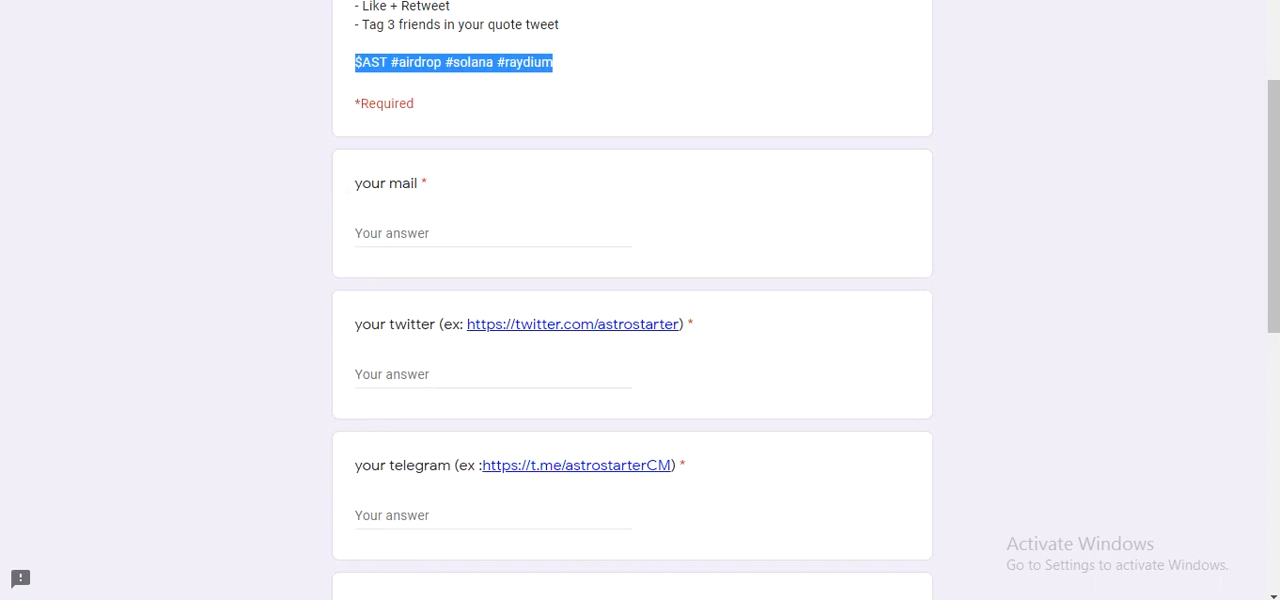 - Like + Retweet
- Tag 3 friends in your quote tweet
$AST #airdrop #solana #raydium
*Required
your mail *
Your answer
your twitter (ex: https://twitter.com/astrostarter) *
Your answer
your telegram (ex :https://t.me/astrostarterCM) *
Your answer
Activate Windows
Go to Settings to activate Windows.